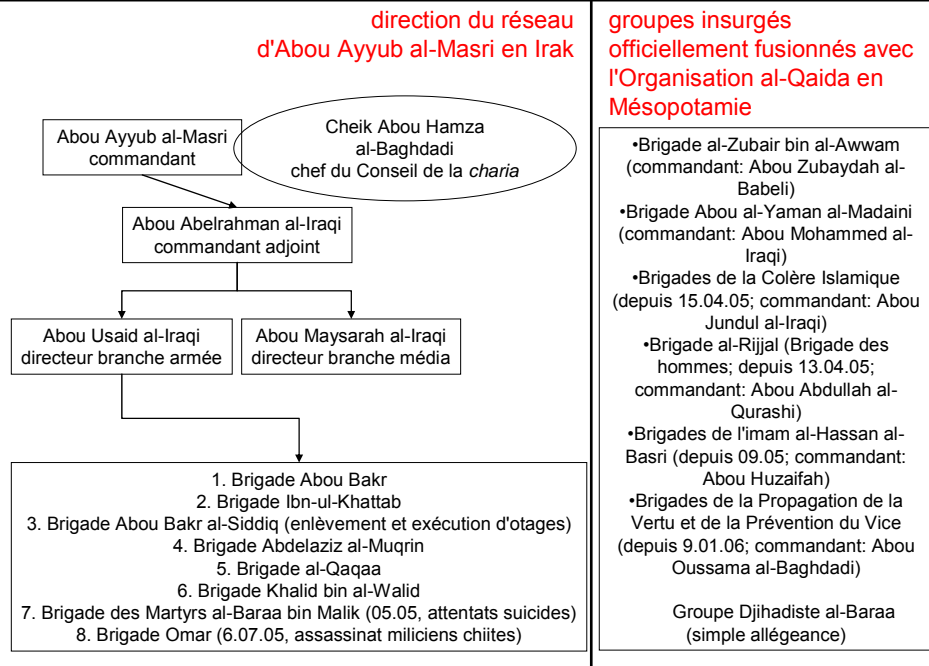 direction du réseau
d'Abou Ayyub al-Masri en Irak
Abou Ayyub al-Masri
commandant
Cheik Abou Hamza
al-Baghdadi
chef du Conseil de la charia
Abou Abelrahman al-Iraqi
commandant adjoint
Abou Usaid al-Iraqi
directeur branche armée
Abou Maysarah al-Iraqi
directeur branche média
1. Brigade Abou Bakr
2. Brigade Ibn-ul-Khattab
3. Brigade Abou Bakr al-Siddiq (enlèvement et exécution d'otages)
4. Brigade Abdelaziz al-Muqrin
5. Brigade al-Qaqaa
6. Brigade Khalid bin al-Walid
7. Brigade des Martyrs al-Baraa bin Malik (05.05, attentats suicides)
8. Brigade Omar (6.07.05, assassinat miliciens chiites)
groupes insurgés
officiellement fusionnés avec
l'Organisation al-Qaida en
Mésopotamie
•Brigade al-Zubair bin al-Awwam
(commandant: Abou Zubaydah al-
Babeli)
•Brigade Abou al-Yaman al-Madaini
(commandant: Abou Mohammed al-
Iraqi)
•Brigades de la Colère Islamique
(depuis 15.04.05; commandant: Abou
Jundul al-Iraqi)
•Brigade al-Rijjal (Brigade des
hommes; depuis 13.04.05;
commandant: Abou Abdullah al-
Qurashi)
•Brigades de l'imam al-Hassan al-
Basri (depuis 09.05; commandant:
Abou Huzaifah)
•Brigades de la Propagation de la
Vertu et de la Prévention du Vice
(depuis 9.01.06; commandant: Abou
Oussama al-Baghdadi)
Groupe Djihadiste al-Baraa
(simple allégeance)